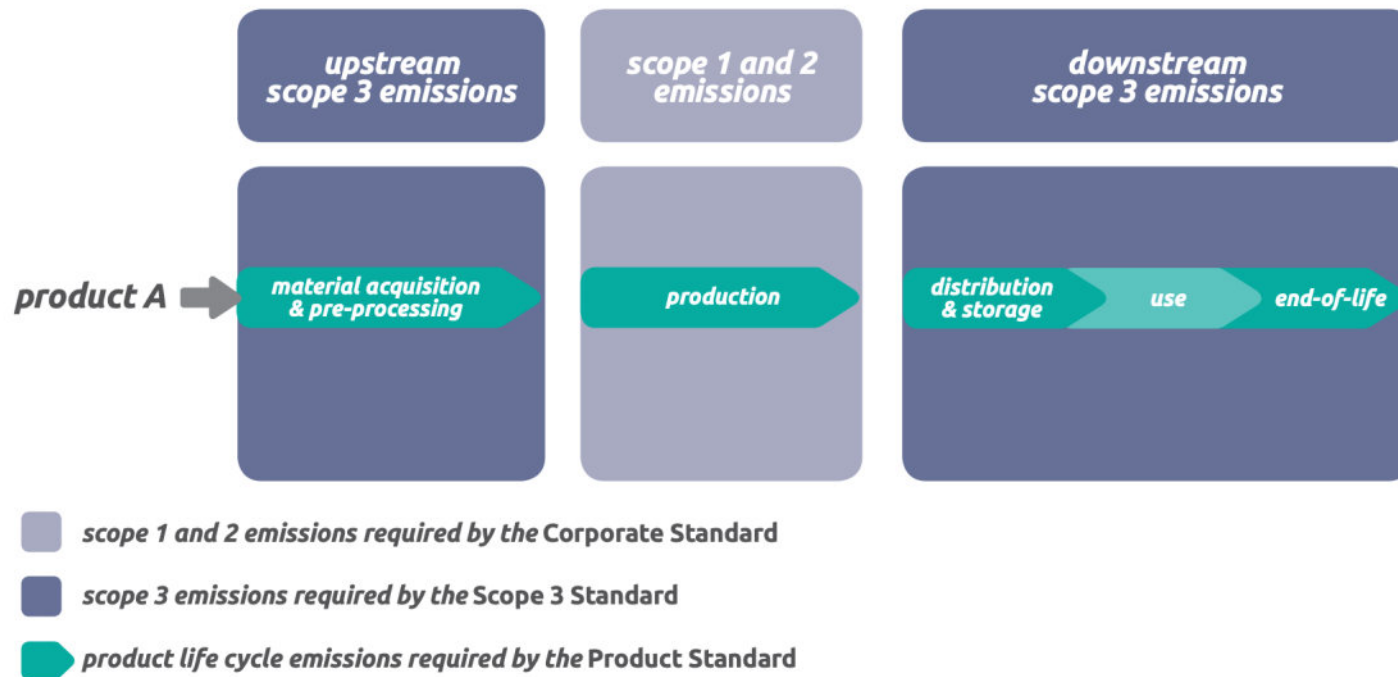 upstream
scope 3 emissions
scope 1 and 2
emissions
downstream
scope 3 emissions
product A
material acquisition
& pre-processing
production
distribution
& storage
use
end-of-life
scope 1 and 2 emissions required by the Corporate Standard
scope 3 emissions required by the Scope 3 Standard
product life cycle emissions required by the Product Standard